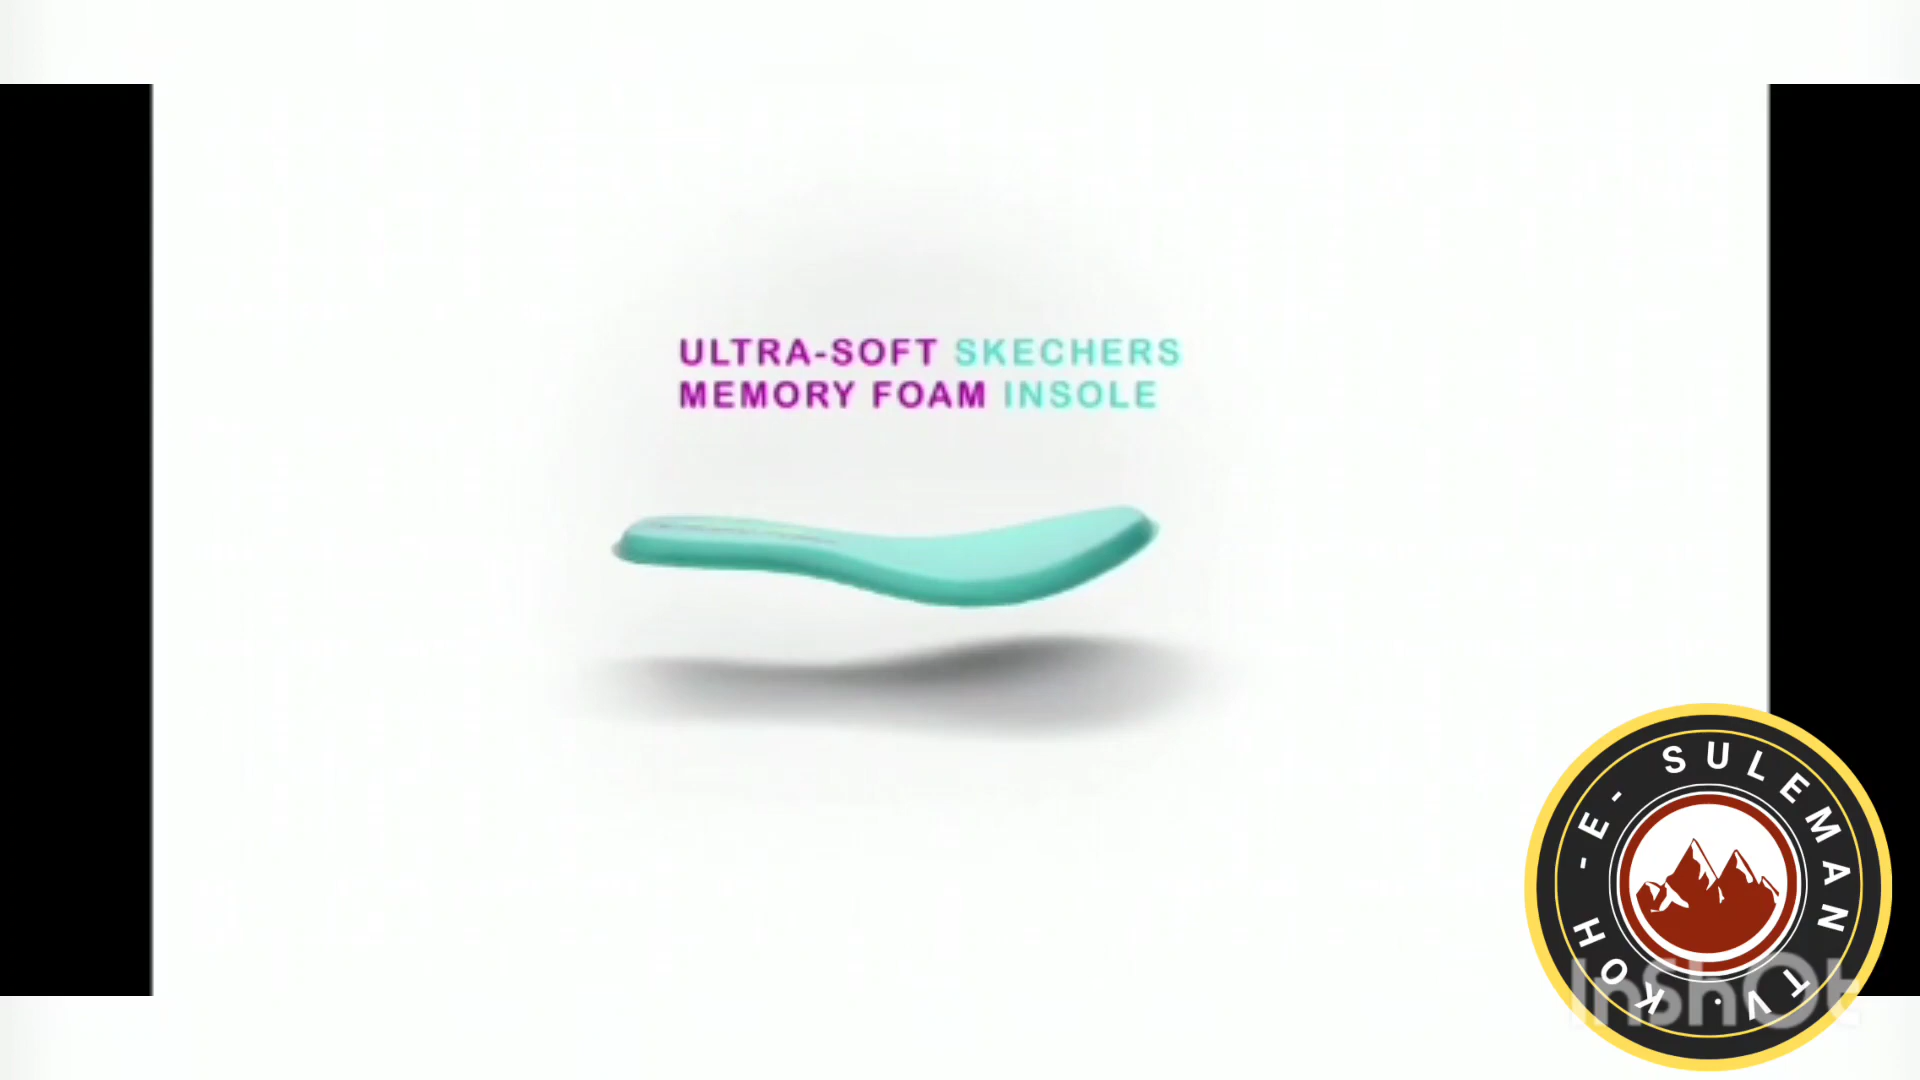 ULTRA-SOFT SKECHERS
MEMORY FOAM INSOLE
KOH -E- SULEMAN TV.
InShOt